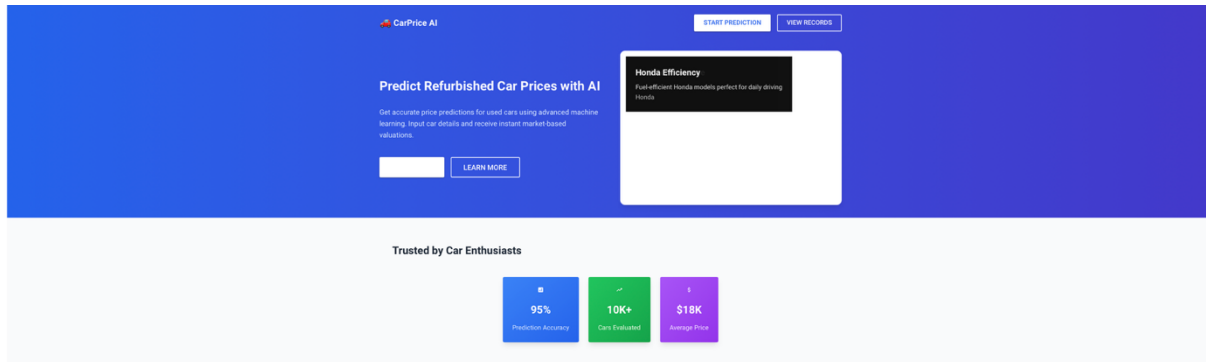 CarPrice AI
START PREDICTION
VIEW RECORDS
Predict Refurbished Car Prices with AI
Get accurate price predictions for used cars using advanced machine
learning. Input car details and receive instant market-based
valuations.
LEARN MORE
Honda Efficiency
Fuel-efficient Honda models perfect for daily driving
Honda
Trusted by Car Enthusiasts
95%
Prediction Accuracy
10K+
Cars Evaluated
$
$18K
Average Price